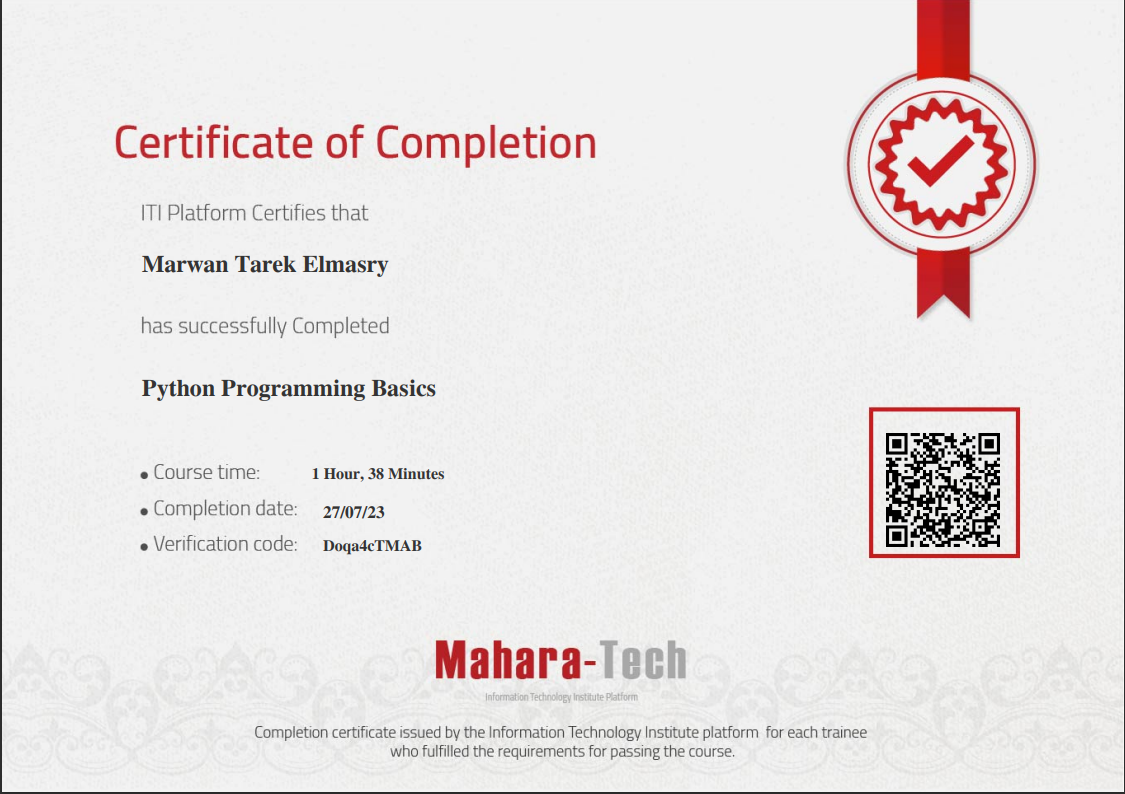 Certificate of Completion
ITI Platform Certifies that
Marwan Tarek Elmasry
has successfully Completed
Python Programming Basics
• Course time: 1 Hour, 38 Minutes
• Completion date: 27/07/23
• Verification code: Doqa4cTMAB
Mahara-Tech
Information Technology Institute Platform
Completion certificate issued by the Information Technology Institute platform for each trainee
who fulfilled the requirements for passing the course.